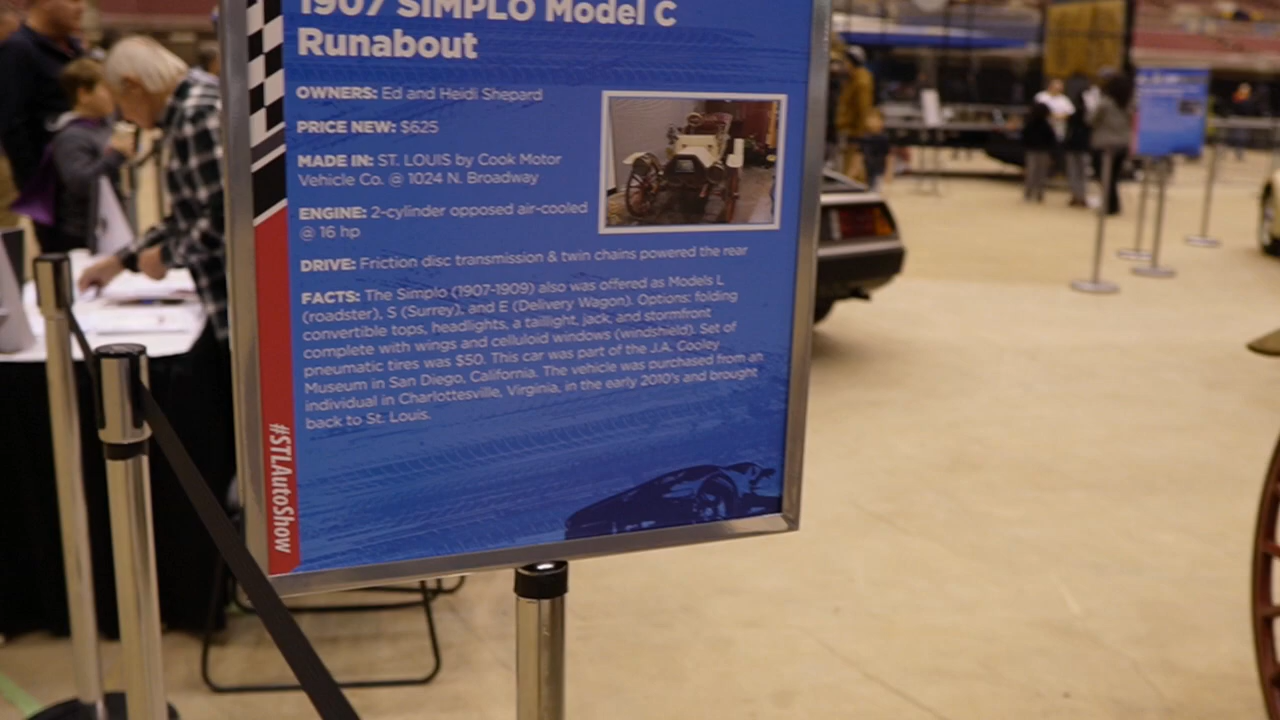 1907 SIMPLO Model C
Runabout
OWNERS: Ed and Heidi Shepard
PRICE NEW: $625
MADE IN: ST. LOUIS by Cook Motor
Vehicle Co. @ 1024 N. Broadway
ENGINE: 2-cylinder opposed air-cooled
@ 16 hp
DRIVE: Friction disc transmission & twin chains powered the rear
FACTS: The Simplo (1907-1909) also was offered as Models L
(roadster), S (Surrey), and E (Delivery Wagon). Options: folding
convertible tops, headlights, a taillight, jack, and stormfront
complete with wings and celluloid windows (windshield). Set of
pneumatic tires was $50. This car was part of the J.A. Cooley
Museum in San Diego, California. The vehicle was purchased from an
individual in Charlottesville, Virginia, in the early 2010's and brought
back to St. Louis.
#STLAutoShow